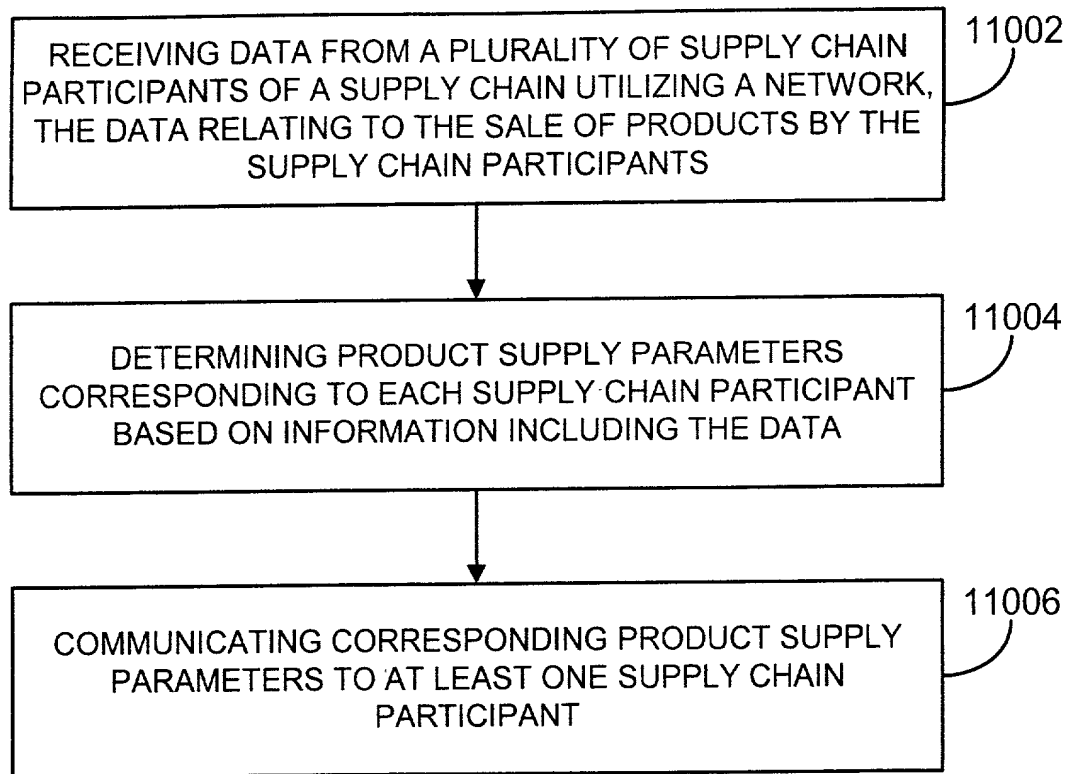 RECEIVING DATA FROM A PLURALITY OF SUPPLY CHAIN
PARTICIPANTS OF A SUPPLY CHAIN UTILIZING A NETWORK,
THE DATA RELATING TO THE SALE OF PRODUCTS BY THE
SUPPLY CHAIN PARTICIPANTS
11002
DETERMINING PRODUCT SUPPLY PARAMETERS
CORRESPONDING TO EACH SUPPLY CHAIN PARTICIPANT
BASED ON INFORMATION INCLUDING THE DATA
11004
COMMUNICATING CORRESPONDING PRODUCT SUPPLY
PARAMETERS TO AT LEAST ONE SUPPLY CHAIN
PARTICIPANT
11006